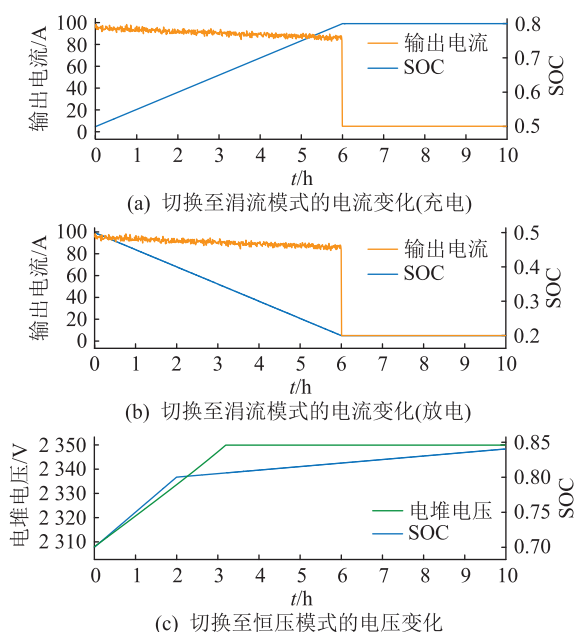 输出电流/A
100
80
60
40
20
0
输出电流
SOC
0.8
0.7
0.6
0.5
SOC
0 1 2 3 4 5 6 7 8 9 10
t/h
(a) 切换至涓流模式的电流变化(充电)
输出电流/A
100
80
60
40
20
0
输出电流
SOC
0.5
0.4
0.3
0.2
SOC
0 1 2 3 4 5 6 7 8 9 10
t/h
(b) 切换至涓流模式的电流变化(放电)
电堆电压/V
2 350
2 340
2 330
2 320
2 310
电堆电压
SOC
0.85
0.80
0.75
0.70
SOC
0 1 2 3 4 5 6 7 8 9 10
t/h
(c) 切换至恒压模式的电压变化